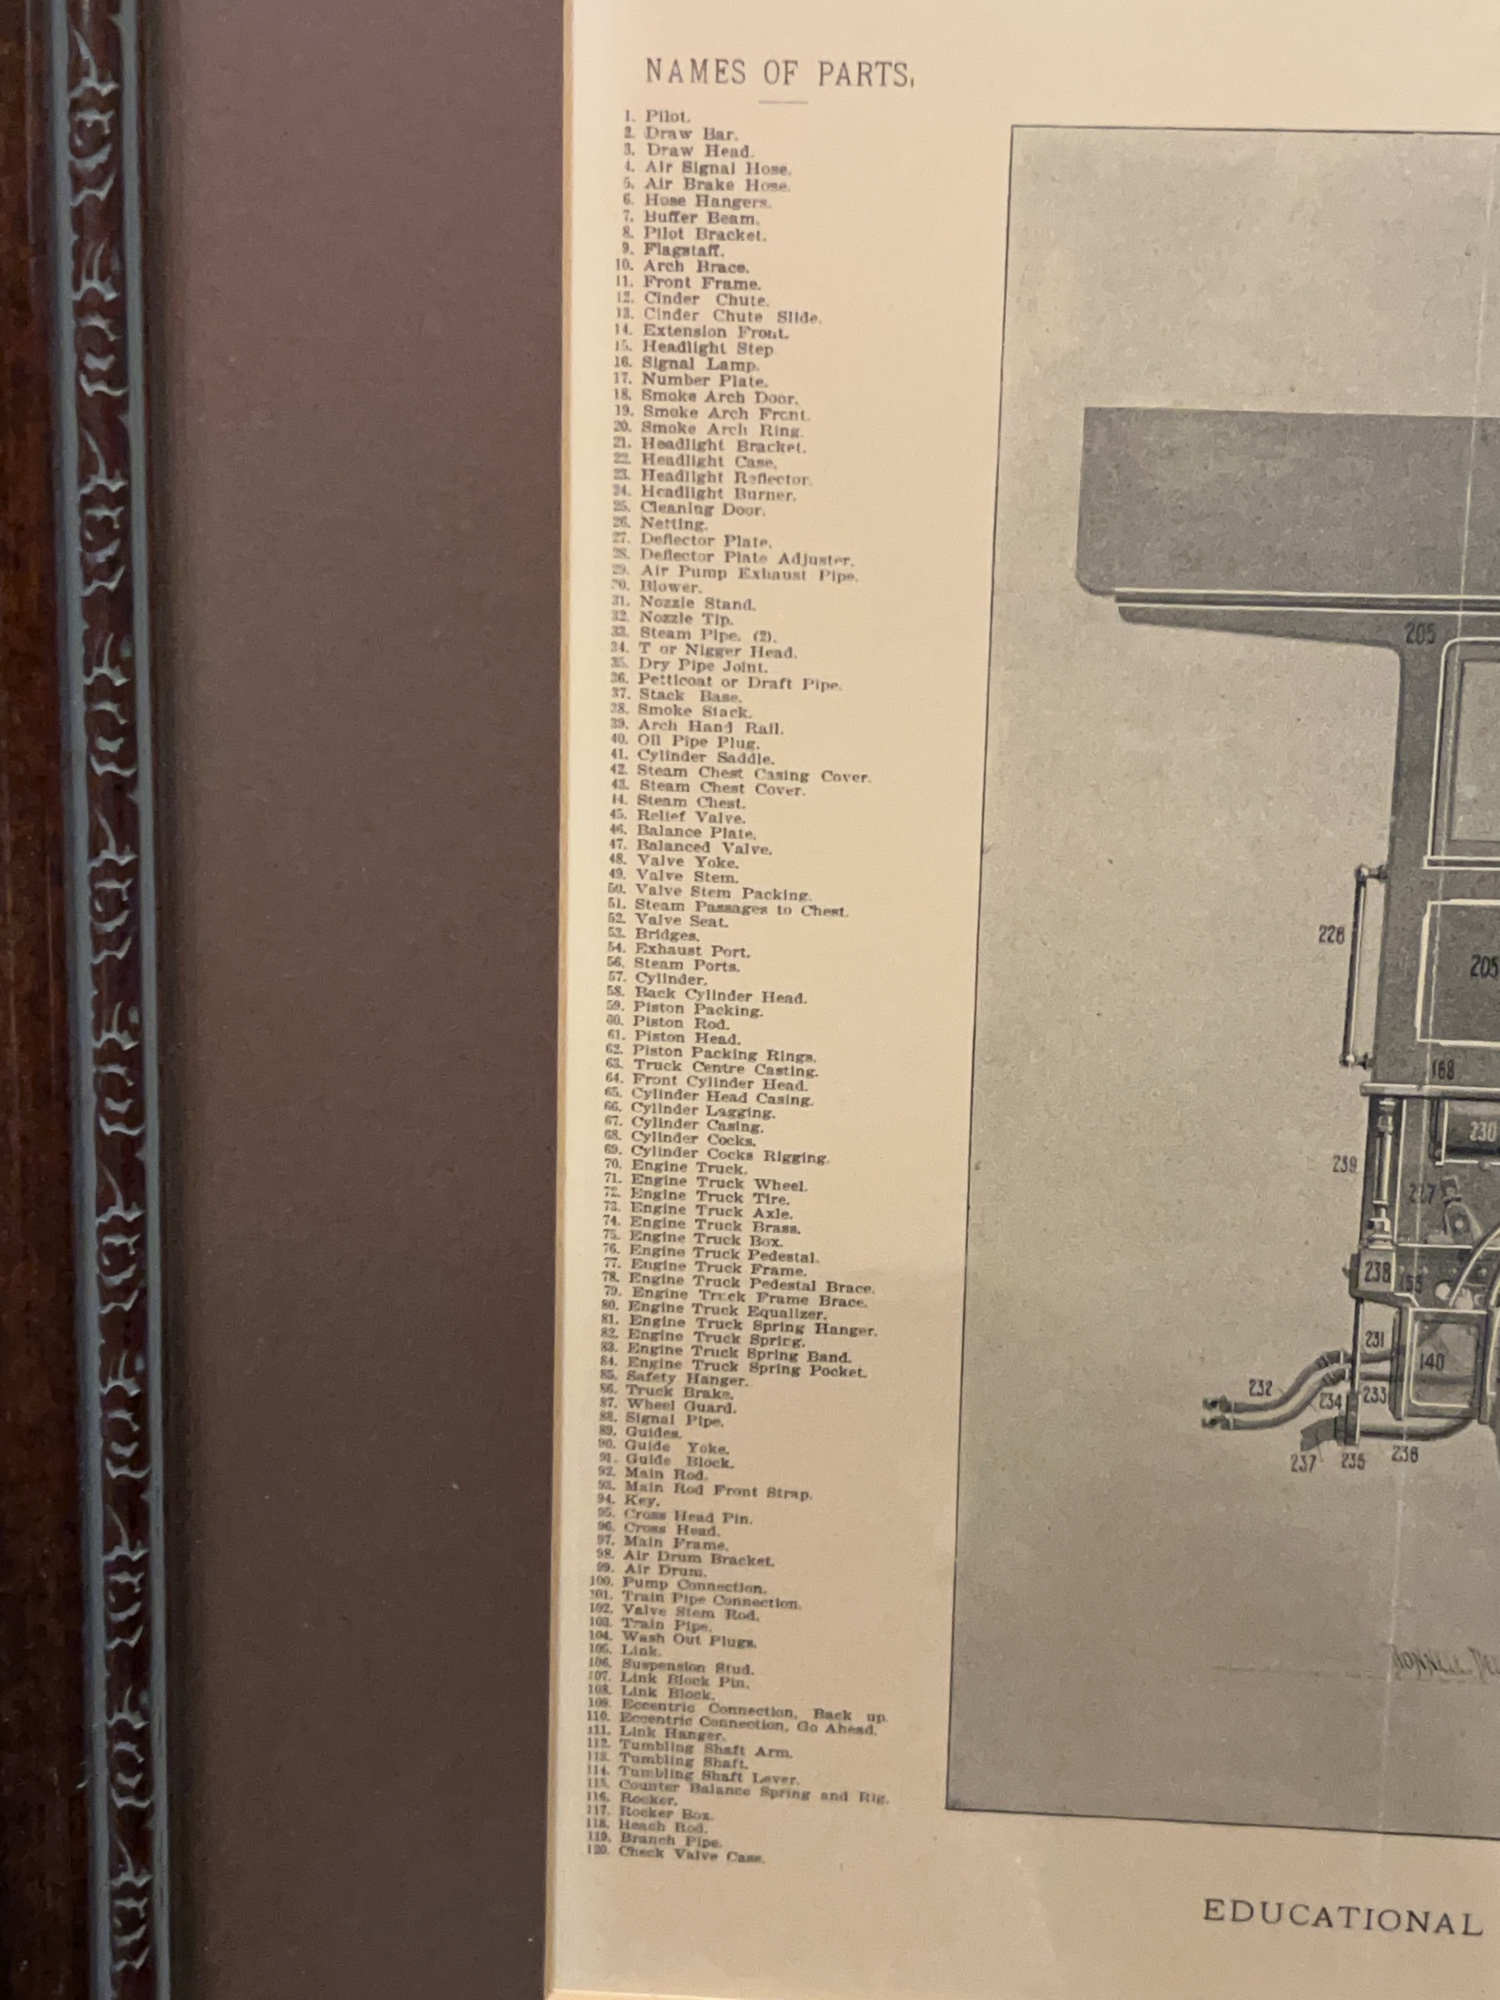 NAMES OF PARTS.
1. Pilot.
2. Draw Bar.
3. Draw Head.
4. Air Signal Hose.
5. Air Brake Hose.
6. Hose Hangers.
7. Buffer Beam.
8. Pilot Bracket.
9. Flagstaff.
10. Arch Brace.
11. Front Frame.
12. Cinder Chute.
13. Cinder Chute Slide.
14. Extension Front.
15. Headlight Step
16. Signal Lamp.
17. Number Plate.
18. Smoke Arch Door.
19. Smoke Arch Front.
20. Smoke Arch Ring.
21. Headlight Bracket.
22. Headlight Case.
23. Headlight Reflector.
24. Headlight Burner.
25. Cleaning Door.
26. Netting.
27. Deflector Plate.
28. Deflector Plate Adjuster.
29. Air Pump Exhaust Pipe.
30. Blower.
31. Nozzle Stand.
32. Nozzle Tip.
33. Steam Pipe. (2).
34. T or Nigger Head.
35. Dry Pipe Joint.
36. Petticoat or Draft Pipe.
37. Stack Base.
38. Smoke Stack.
39. Arch Hand Rail.
40. Oil Pipe Plug.
41. Cylinder Saddle.
42. Steam Chest Casing Cover.
43. Steam Chest Cover.
44. Steam Chest.
45. Relief Valve.
46. Balance Plate.
47. Balanced Valve.
48. Valve Yoke.
49. Valve Stem.
50. Valve Stem Packing.
51. Steam Passages to Chest.
52. Valve Seat.
53. Bridges.
54. Exhaust Port.
56. Steam Ports.
57. Cylinder.
58. Back Cylinder Head.
59. Piston Packing.
60. Piston Rod.
61. Piston Head.
62. Piston Packing Rings.
63. Truck Centre Casting.
64. Front Cylinder Head.
65. Cylinder Head Casing.
66. Cylinder Lagging.
67. Cylinder Casing.
68. Cylinder Cocks.
69. Cylinder Cocks Rigging.
70. Engine Truck.
71. Engine Truck Wheel.
72. Engine Truck Tire.
73. Engine Truck Axle.
74. Engine Truck Brass.
75. Engine Truck Box.
76. Engine Truck Pedestal.
77. Engine Truck Frame.
78. Engine Truck Pedestal Brace.
79. Engine Truck Frame Brace.
80. Engine Truck Equalizer.
81. Engine Truck Spring Hanger.
82. Engine Truck Spring.
83. Engine Truck Spring Band.
84. Engine Truck Spring Pocket.
85. Safety Hanger.
86. Truck Brake.
87. Wheel Guard.
88. Signal Pipe.
89. Guides.
90. Guide Yoke.
91. Guide Block.
92. Main Rod.
93. Main Rod Front Strap.
94. Key.
95. Cross Head Pin.
96. Cross Head.
97. Main Frame.
98. Air Drum Bracket.
99. Air Drum.
100. Pump Connection.
101. Train Pipe Connection.
102. Valve Stem Rod.
103. Train Pipe.
104. Wash Out Plugs.
105. Link.
106. Suspension Stud.
107. Link Block Pin.
108. Link Block.
109. Eccentric Connection, Back up.
110. Eccentric Connection, Go Ahead.
111. Link Hanger.
112. Tumbling Shaft Arm.
113. Tumbling Shaft.
114. Tumbling Shaft Lever.
115. Counter Balance Spring and Rig.
116. Rocker.
117. Rocker Box.
118. Reach Rod.
119. Branch Pipe.
120. Check Valve Case.
205
226
205
168
230
239
227
238
155
231
140
232
234
233
237
235
236
EDUCATIONAL